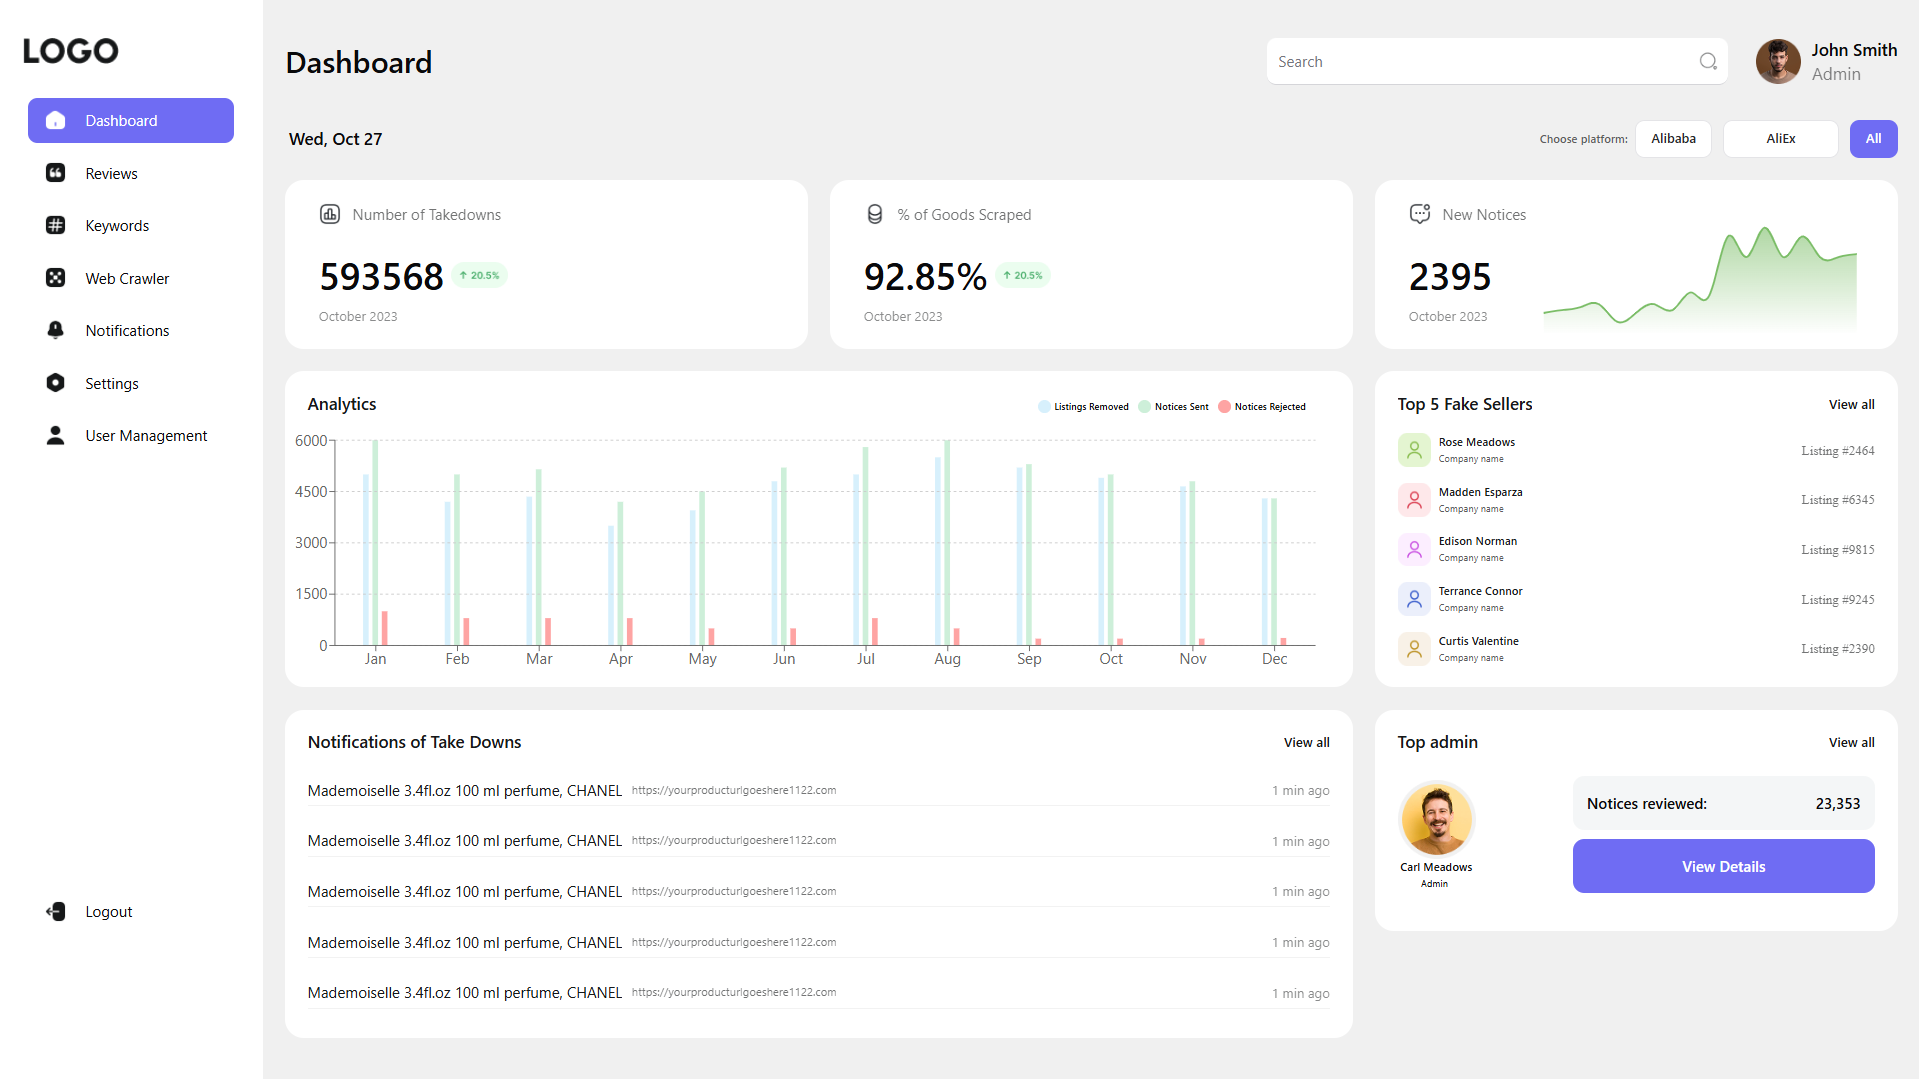 LOGO
Dashboard
Reviews
Keywords
Web Crawler
Notifications
Settings
User Management
Logout
Dashboard
Search
John Smith
Admin
Wed, Oct 27
Choose platform:
Alibaba
AliEx
All
Number of Takedowns
593568
↑ 20.5%
October 2023
% of Goods Scraped
92.85%
↑ 20.5%
October 2023
New Notices
2395
October 2023
Analytics
Listings Removed
Notices Sent
Notices Rejected
6000
4500
3000
1500
0
Jan
Feb
Mar
Apr
May
Jun
Jul
Aug
Sep
Oct
Nov
Dec
Top 5 Fake Sellers
View all
Rose Meadows
Company name
Listing #2464
Madden Esparza
Company name
Listing #6345
Edison Norman
Company name
Listing #9815
Terrance Connor
Company name
Listing #9245
Curtis Valentine
Company name
Listing #2390
Notifications of Take Downs
View all
Mademoiselle 3.4fl.oz 100 ml perfume, CHANEL https://yourproducturlgoeshere1122.com 1 min ago
Mademoiselle 3.4fl.oz 100 ml perfume, CHANEL https://yourproducturlgoeshere1122.com 1 min ago
Mademoiselle 3.4fl.oz 100 ml perfume, CHANEL https://yourproducturlgoeshere1122.com 1 min ago
Mademoiselle 3.4fl.oz 100 ml perfume, CHANEL https://yourproducturlgoeshere1122.com 1 min ago
Mademoiselle 3.4fl.oz 100 ml perfume, CHANEL https://yourproducturlgoeshere1122.com 1 min ago
Top admin
View all
Carl Meadows
Admin
Notices reviewed:
23,353
View Details